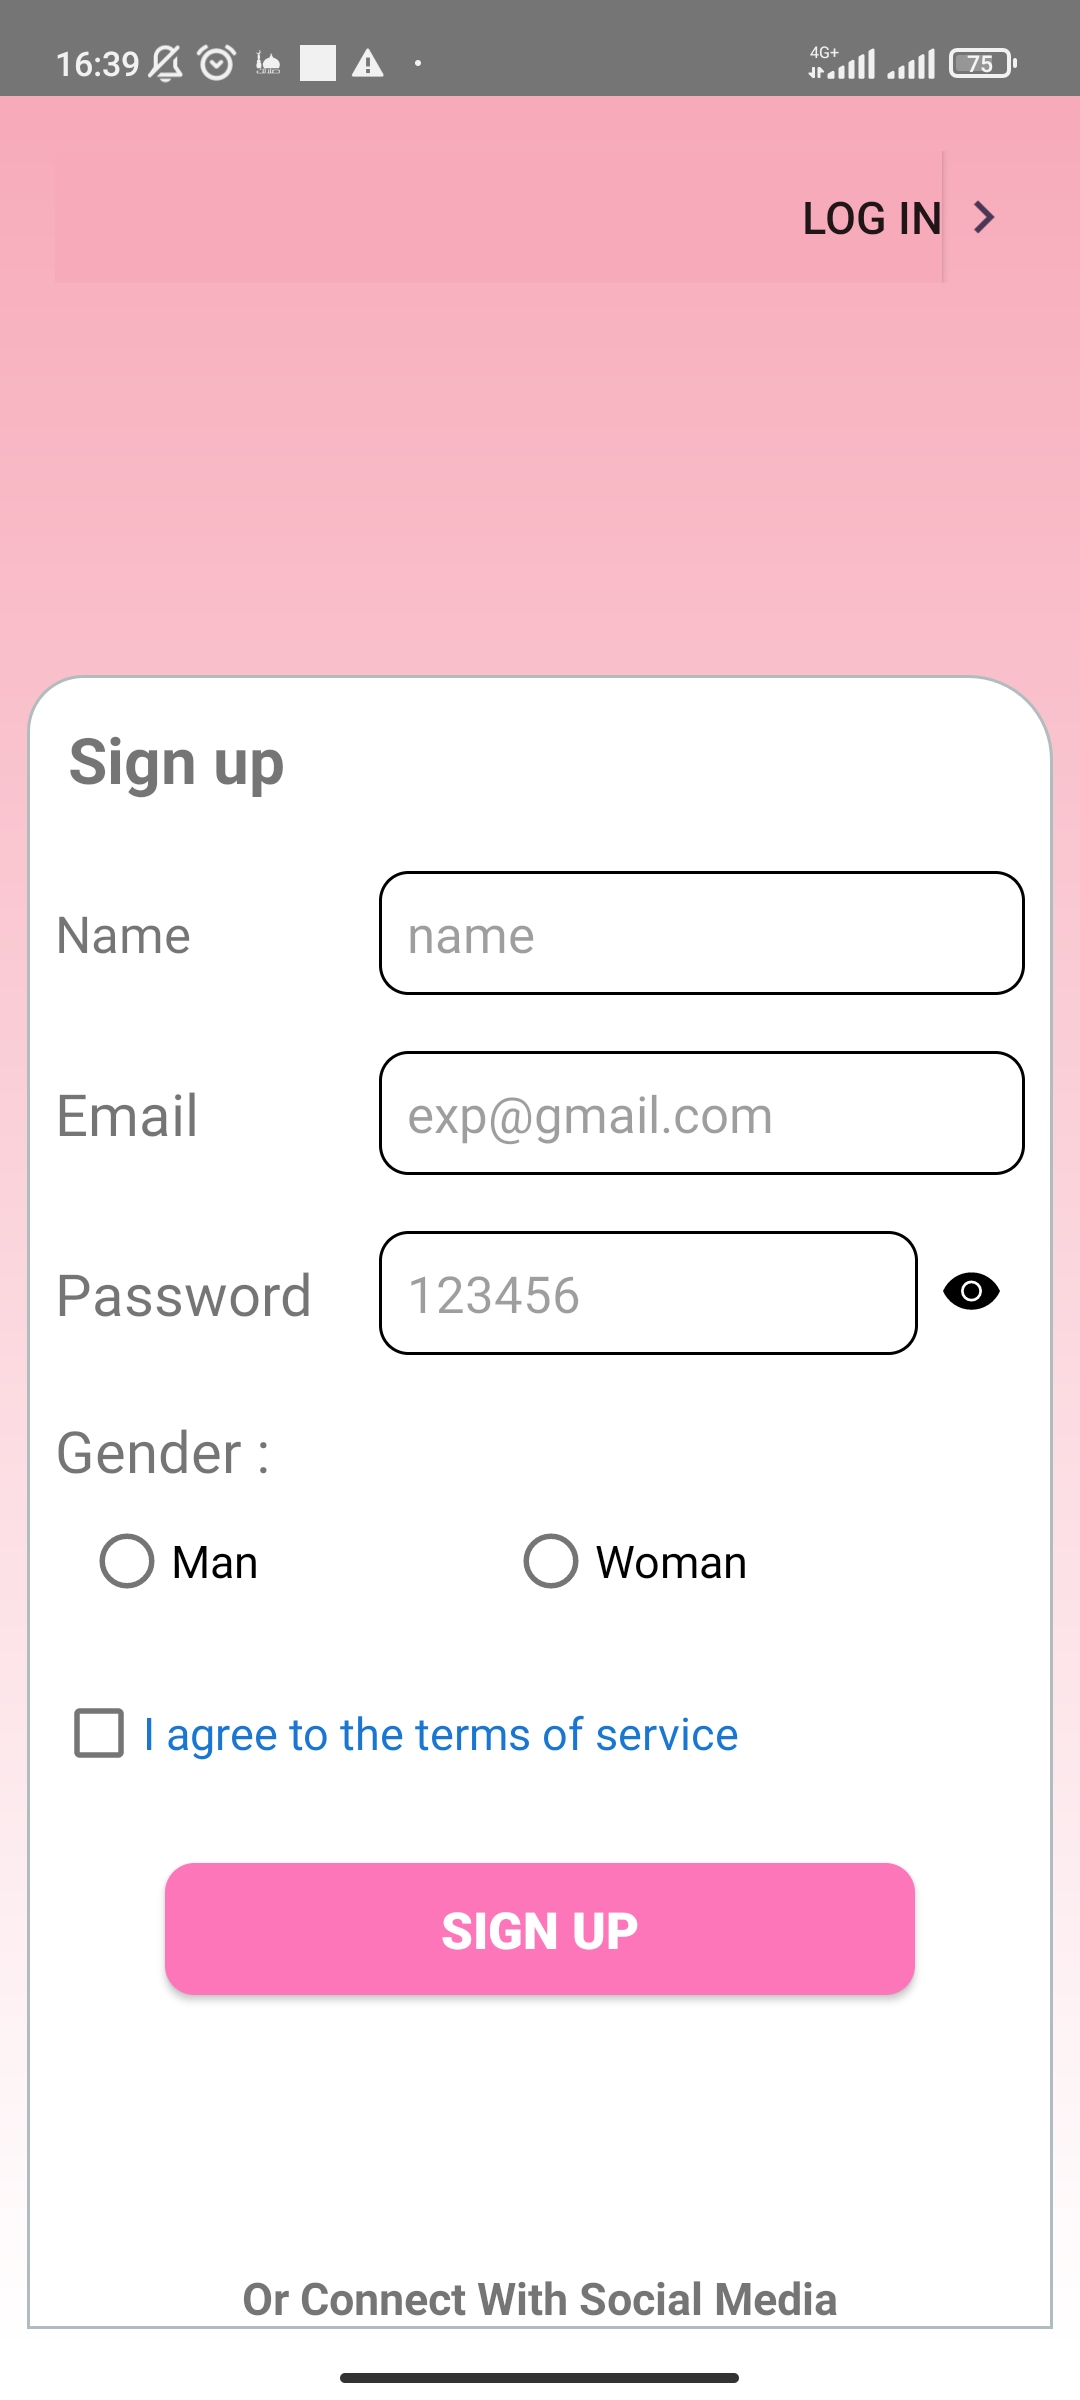 16:39
4G+
75
LOG IN
Sign up
Name
name
Email
exp@gmail.com
Password
123456
Gender :
Man
Woman
I agree to the terms of service
SIGN UP
Or Connect With Social Media